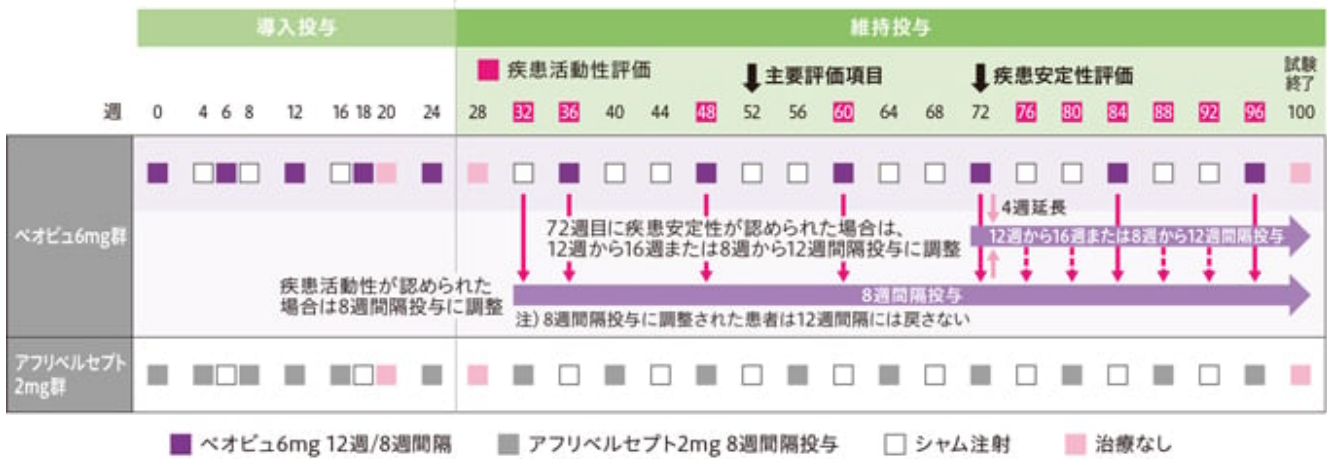 導入投与
維持投与
疾患活動性評価
主要評価項目
疾患安定性評価
試験
終了
週 0 4 6 8 12 16 18 20 24 28 32 36 40 44 48 52 56 60 64 68 72 76 80 84 88 92 96 100
ベオビュ6mg群
4週延長
72週目に疾患安定性が認められた場合は、
12週から16週または8週から12週間隔投与に調整
12週から16週または8週から12週間隔投与
疾患活動性が認められた
場合は8週間隔投与に調整
8週間隔投与
注）8週間隔投与に調整された患者は12週間隔には戻さない
アフリベルセプト
2mg群
ベオビュ6mg 12週/8週間隔
アフリベルセプト2mg 8週間隔投与
シャム注射
治療なし